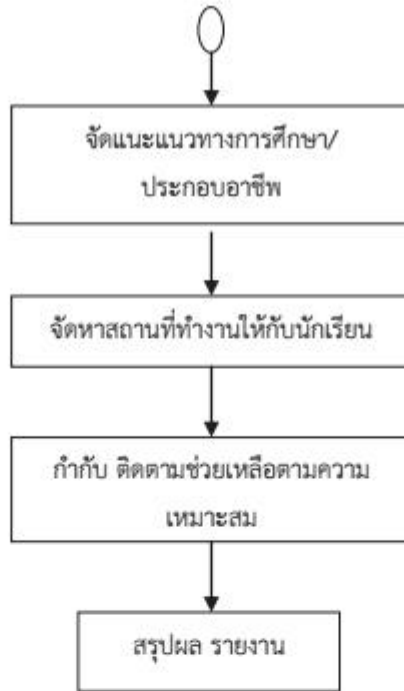 จัดแนะแนวทางการศึกษา/
ประกอบอาชีพ
จัดหาสถานที่ทำงานให้กับนักเรียน
กำกับ ติดตามช่วยเหลือตามความ
เหมาะสม
สรุปผล รายงาน